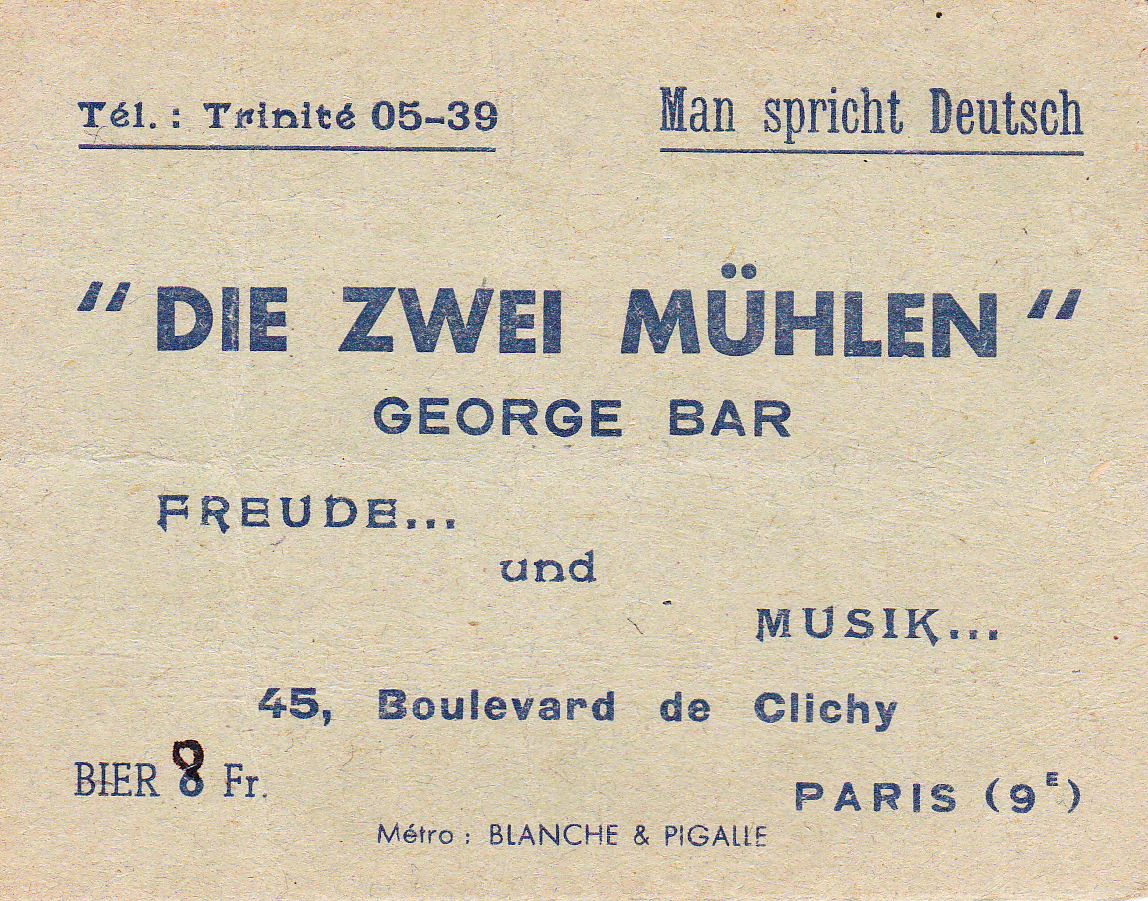 Tél. : Trinité 05-39
Man spricht Deutsch
" DIE ZWEI MÜHLEN "
GEORGE BAR
FREUDE...
und
MUSIK...
45, Boulevard de Clichy
BIER 8 Fr.
PARIS (9E)
Métro : BLANCHE & PIGALLE